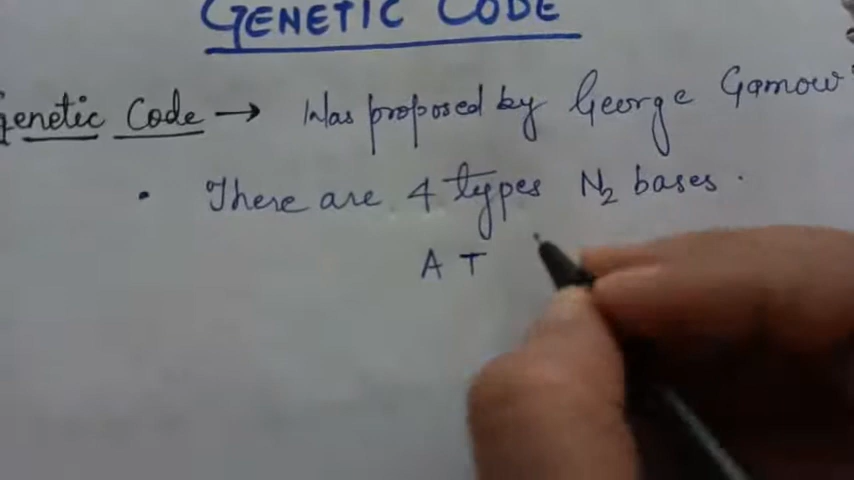 GENETIC CODE
Genetic Code → Was proposed by George Gamow
• There are 4 types N₂ bases.
A T